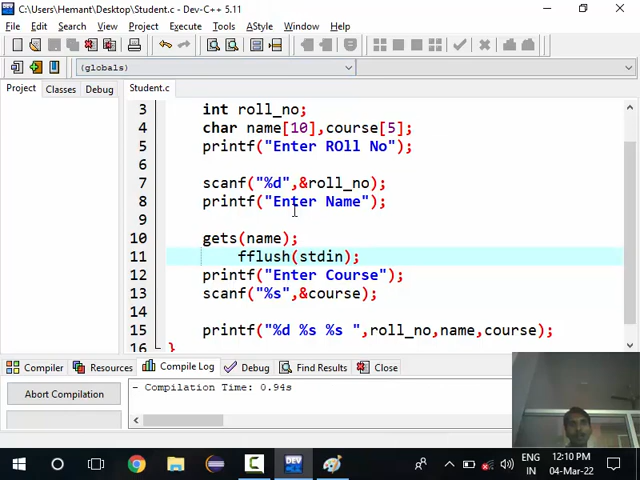 C:\Users\Hemant\Desktop\Student.c - Dev-C++ 5.11
File Edit Search View Project Execute Tools AStyle Window Help
(globals)
Project Classes Debug Student.c
3 int roll_no;
4 char name[10],course[5];
5 printf("Enter ROll No");
6
7 scanf("%d",&roll_no);
8 printf("Enter Name");
9
10 gets(name);
11 fflush(stdin);
12 printf("Enter Course");
13 scanf("%s",&course);
14
15 printf("%d %s %s ",roll_no,name,course);
16 }
Compiler Resources Compile Log Debug Find Results Close
Abort Compilation
- Compilation Time: 0.94s
DEV
ENG 12:10 PM
IN 04-Mar-22